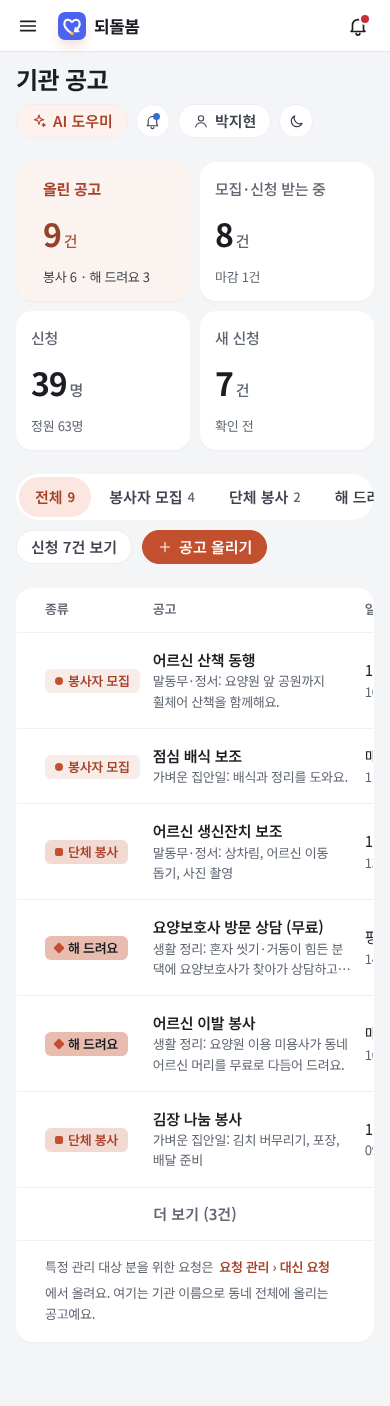 되돌봄
기관 공고
AI 도우미
박지현
올린 공고
9건
봉사 6 · 해 드려요 3
모집·신청 받는 중
8건
마감 1건
신청
39명
정원 63명
새 신청
7건
확인 전
전체 9 봉사자 모집 4 단체 봉사 2 해 드
신청 7건 보기
+ 공고 올리기
종류 공고
봉사자 모집
어르신 산책 동행
말동무·정서: 요양원 앞 공원까지
휠체어 산책을 함께해요.
봉사자 모집
점심 배식 보조
가벼운 집안일: 배식과 정리를 도와요.
단체 봉사
어르신 생신잔치 보조
말동무·정서: 상차림, 어르신 이동
돕기, 사진 촬영
해 드려요
요양보호사 방문 상담 (무료)
생활 정리: 혼자 씻기·거동이 힘든 분
댁에 요양보호사가 찾아가 상담하고…
해 드려요
어르신 이발 봉사
생활 정리: 요양원 이용 미용사가 동네
어르신 머리를 무료로 다듬어 드려요.
단체 봉사
김장 나눔 봉사
가벼운 집안일: 김치 버무리기, 포장,
배달 준비
더 보기 (3건)
특정 관리 대상 분을 위한 요청은 요청 관리 › 대신 요청
에서 올려요. 여기는 기관 이름으로 동네 전체에 올리는
공고예요.